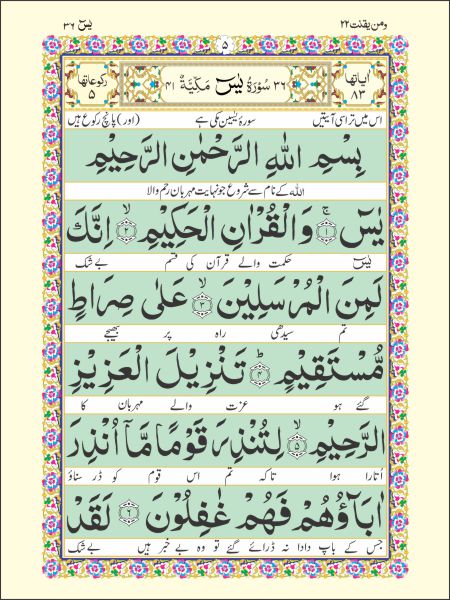 ومن یقنت ۲۲ یٰسٓ ۳۶
۵
اٰیاتها ۸۳ ۳۶ سُوْرَةُ یٰسٓ مَكِّیَّةٌ ۴۱ رکوعاتها ۵
اس میں تراسی آیتیں سورۂ یٰسین مکی ہے (اور) پانچ رکوع ہیں
بِسْمِ اللّٰهِ الرَّحْمٰنِ الرَّحِیْمِ
اللہ کے نام سے شروع جو نہایت مہربان رحم والا
یٰسٓ ۚ﴿۱﴾ وَالْقُرْاٰنِ الْحَكِیْمِ ۙ﴿۲﴾ اِنَّكَ
یٰسٓ حکمت والے قرآن کی قسم بے شک
لَمِنَ الْمُرْسَلِیْنَ ۙ﴿۳﴾ عَلٰى صِرَاطٍ
تم سیدھی راہ پر بھیجے
مُّسْتَقِیْمٍ ؕ﴿۴﴾ تَنْزِیْلَ الْعَزِیْزِ
گئے ہو عزت والے مہربان کا
الرَّحِیْمِ ۙ﴿۵﴾ لِتُنْذِرَ قَوْمًا مَّاۤ اُنْذِرَ
اُتارا ہوا تاکہ تم اس قوم کو ڈر سناؤ
اٰبَآؤُهُمْ فَهُمْ غٰفِلُوْنَ ﴿۶﴾ لَقَدْ
جس کے باپ دادا نہ ڈرائے گئے تو وہ بے خبر ہیں بے شک